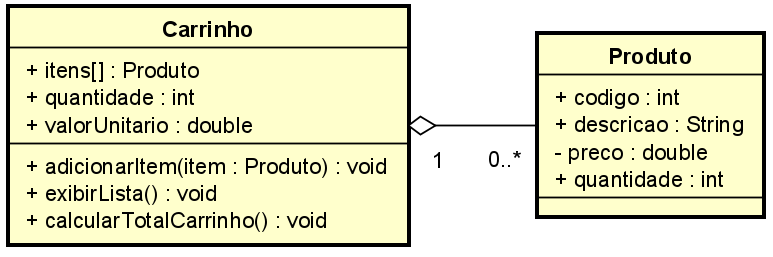 Carrinho
+ itens[] : Produto
+ quantidade : int
+ valorUnitario : double
+ adicionarItem(item : Produto) : void
+ exibirLista() : void
+ calcularTotalCarrinho() : void
1
0..*
Produto
+ codigo : int
+ descricao : String
- preco : double
+ quantidade : int